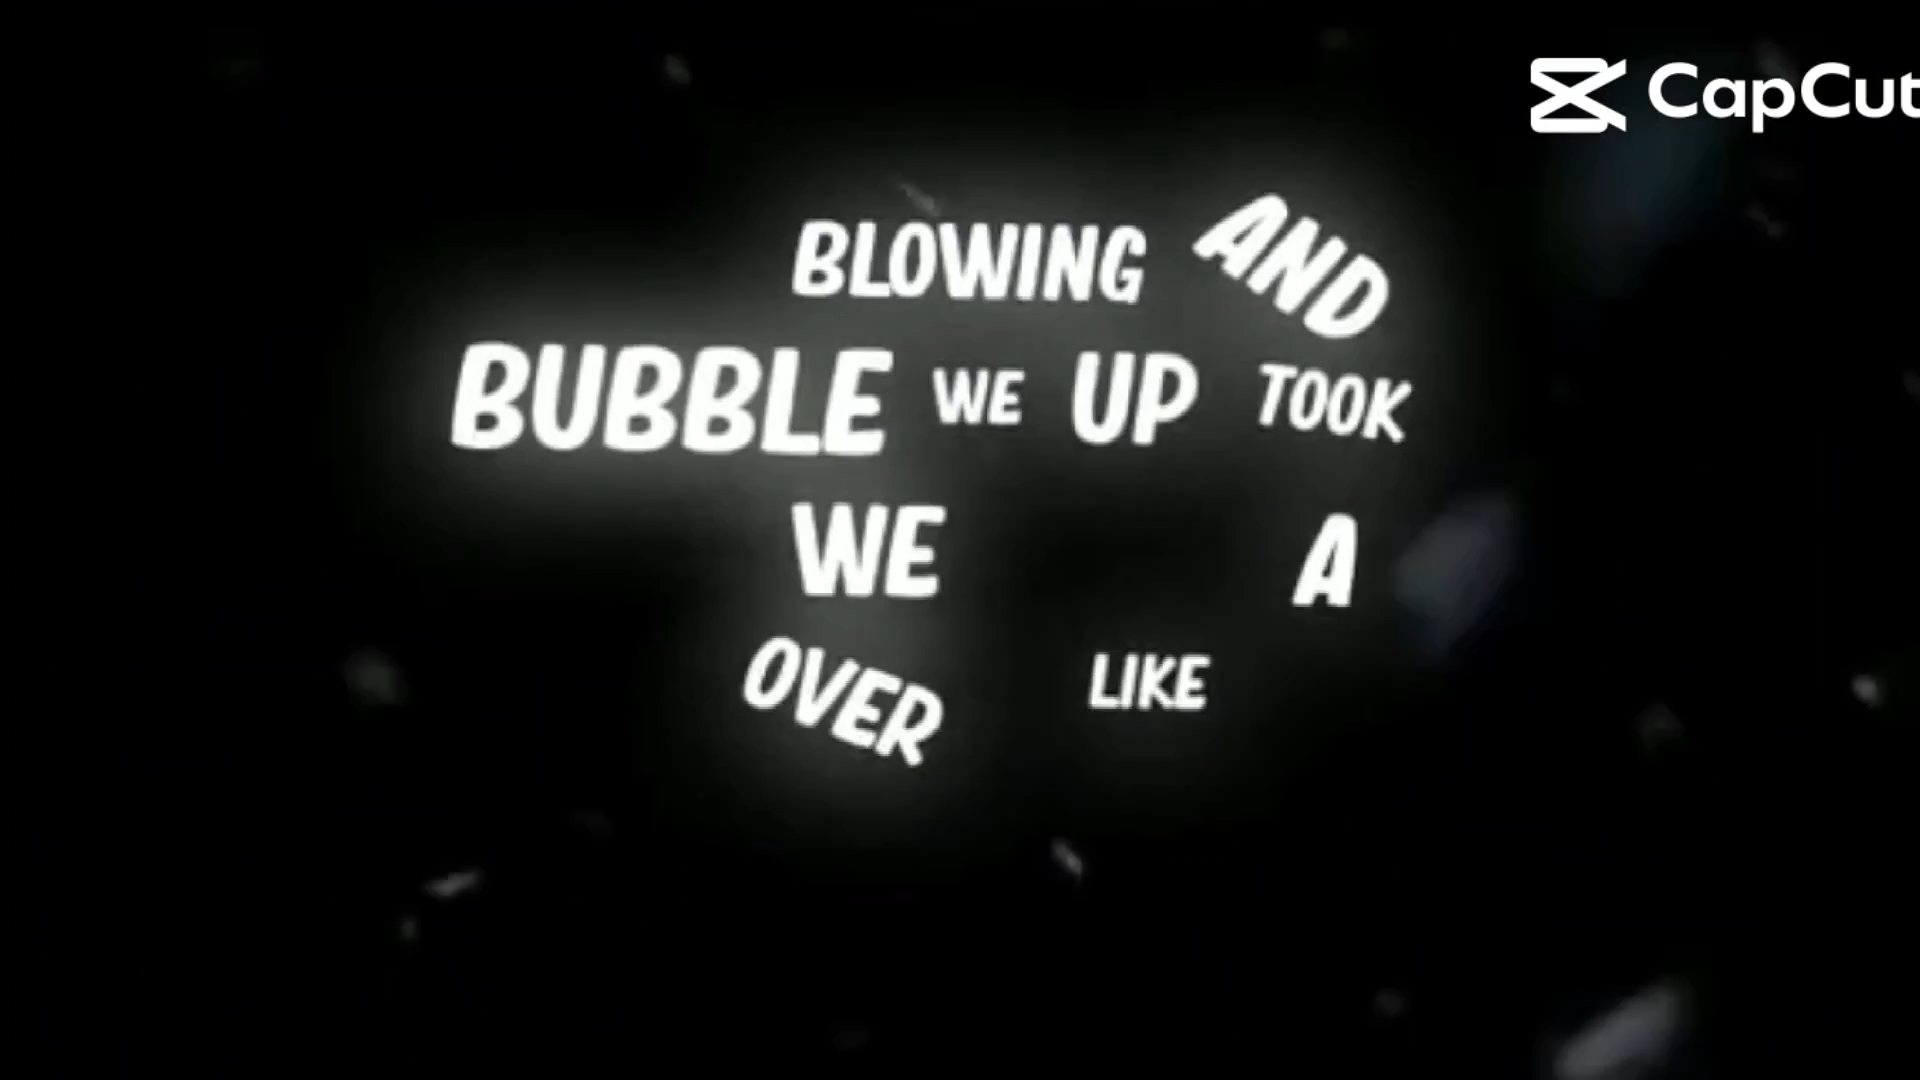 CapCut
BLOWING AND
BUBBLE WE UP TOOK
WE A
OVER LIKE